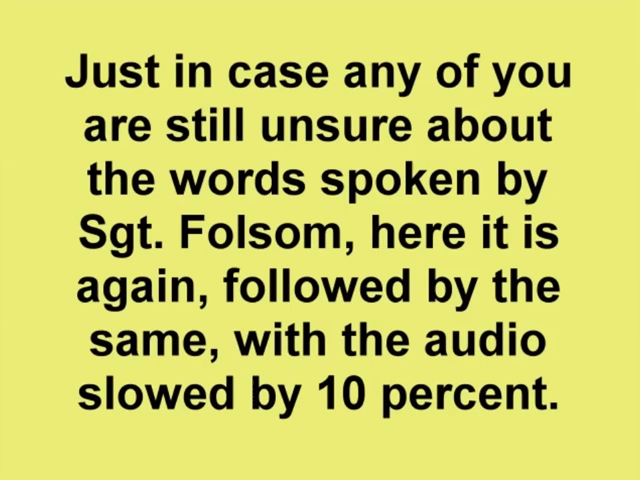 Just in case any of you
are still unsure about
the words spoken by
Sgt. Folsom, here it is
again, followed by the
same, with the audio
slowed by 10 percent.